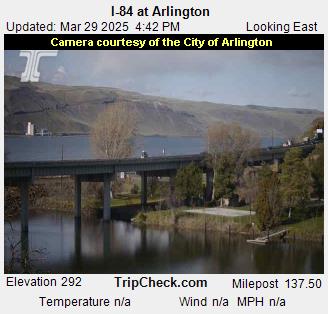 I-84 at Arlington
Updated: Mar 29 2025 4:42 PM Looking East
Camera courtesy of the City of Arlington
Elevation 292 TripCheck.com Milepost 137.50
Temperature n/a Wind n/a MPH n/a